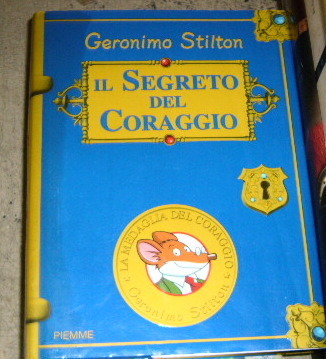 Geronimo Stilton
IL SEGRETO
DEL
CORAGGIO
LA MEDAGLIA DEL CORAGGIO
Geronimo Stilton
PIEMME